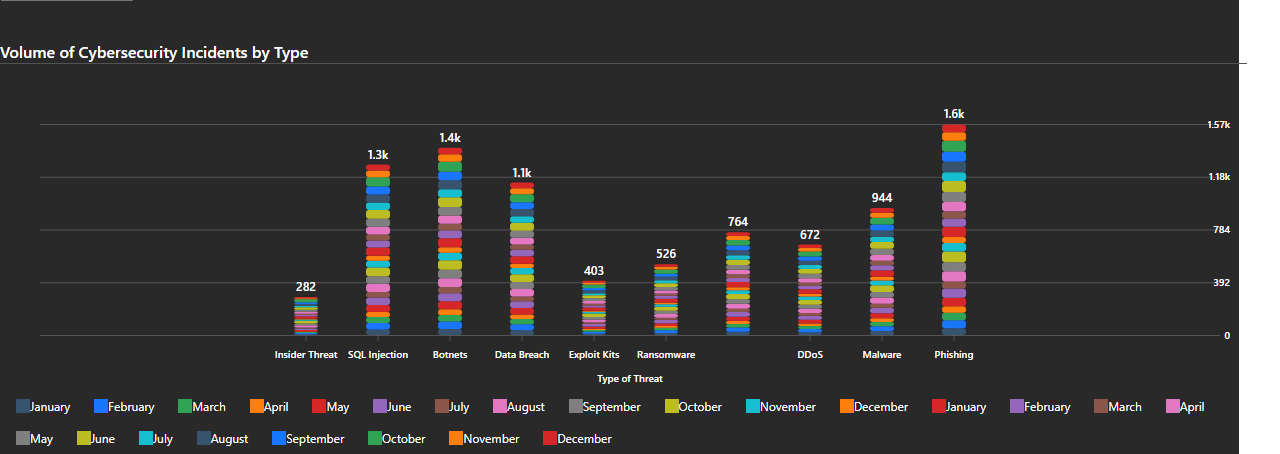 Volume of Cybersecurity Incidents by Type
1.6k
1.57k
1.4k
1.3k
1.1k
1.18k
944
764
784
672
526
403
392
282
0
Insider Threat SQL Injection Botnets Data Breach Exploit Kits Ransomware DDoS Malware Phishing
Type of Threat
January February March April May June July August September October November December January February March April
May June July August September October November December